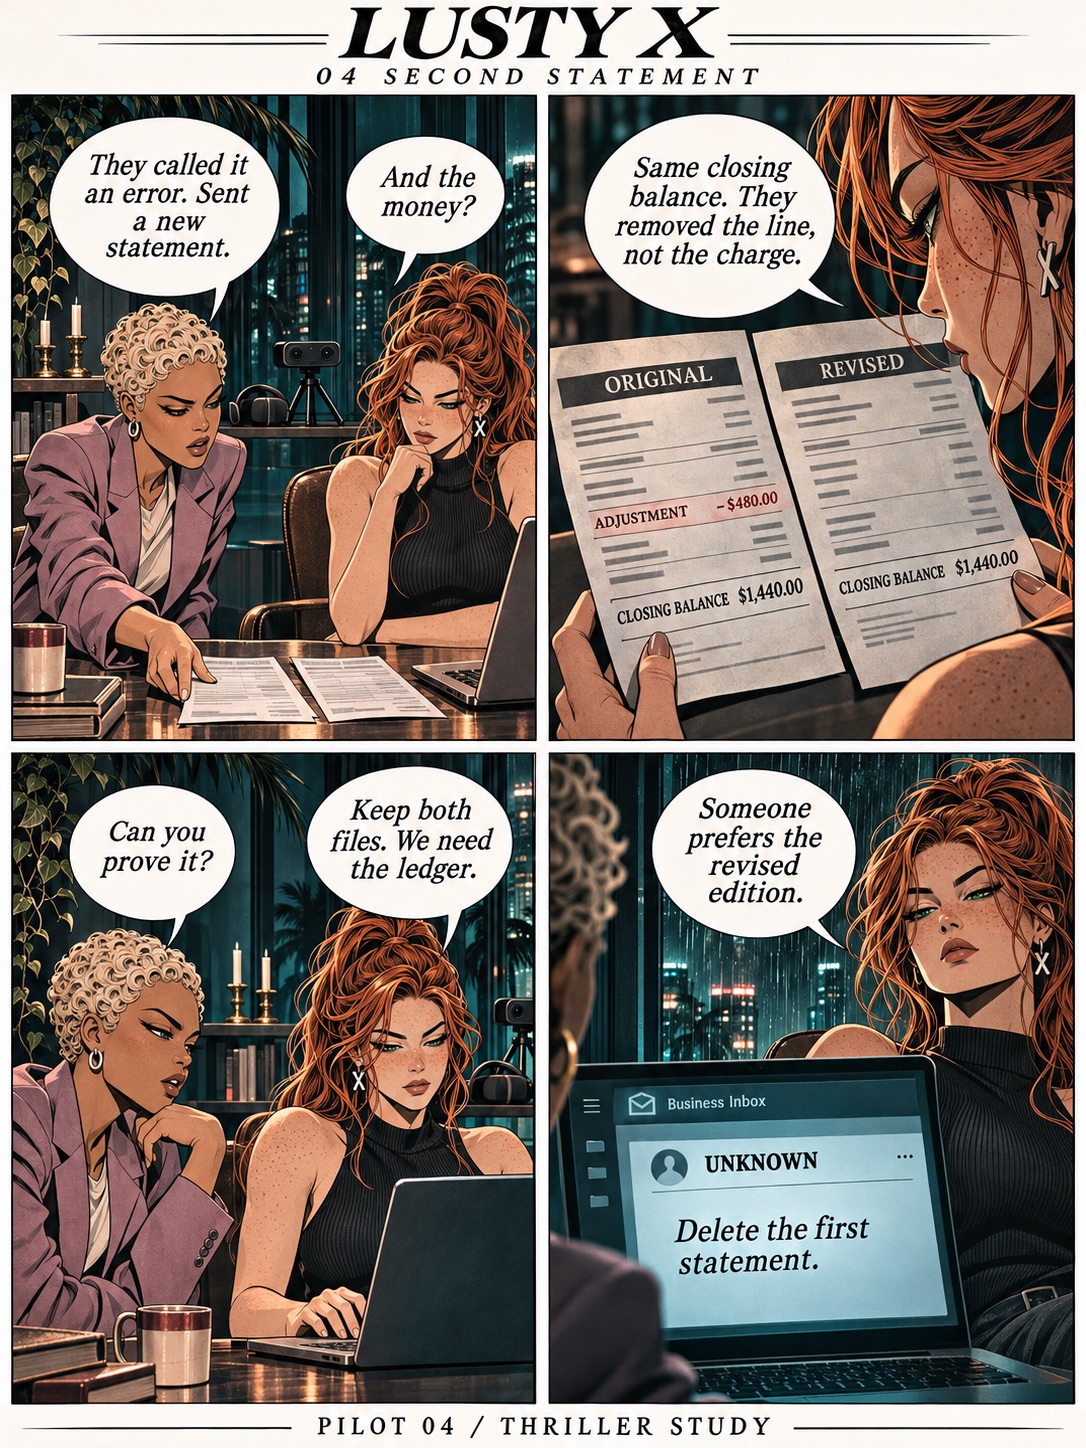 LUSTY X
04 SECOND STATEMENT
They called it
an error. Sent
a new
statement.
And the
money?
Same closing
balance. They
removed the line,
not the charge.
ORIGINAL
ADJUSTMENT – $480.00
CLOSING BALANCE $1,440.00
REVISED
CLOSING BALANCE $1,440.00
Can you
prove it?
Keep both
files. We need
the ledger.
Someone
prefers the
revised
edition.
Business Inbox
UNKNOWN
Delete the first
statement.
PILOT 04 / THRILLER STUDY